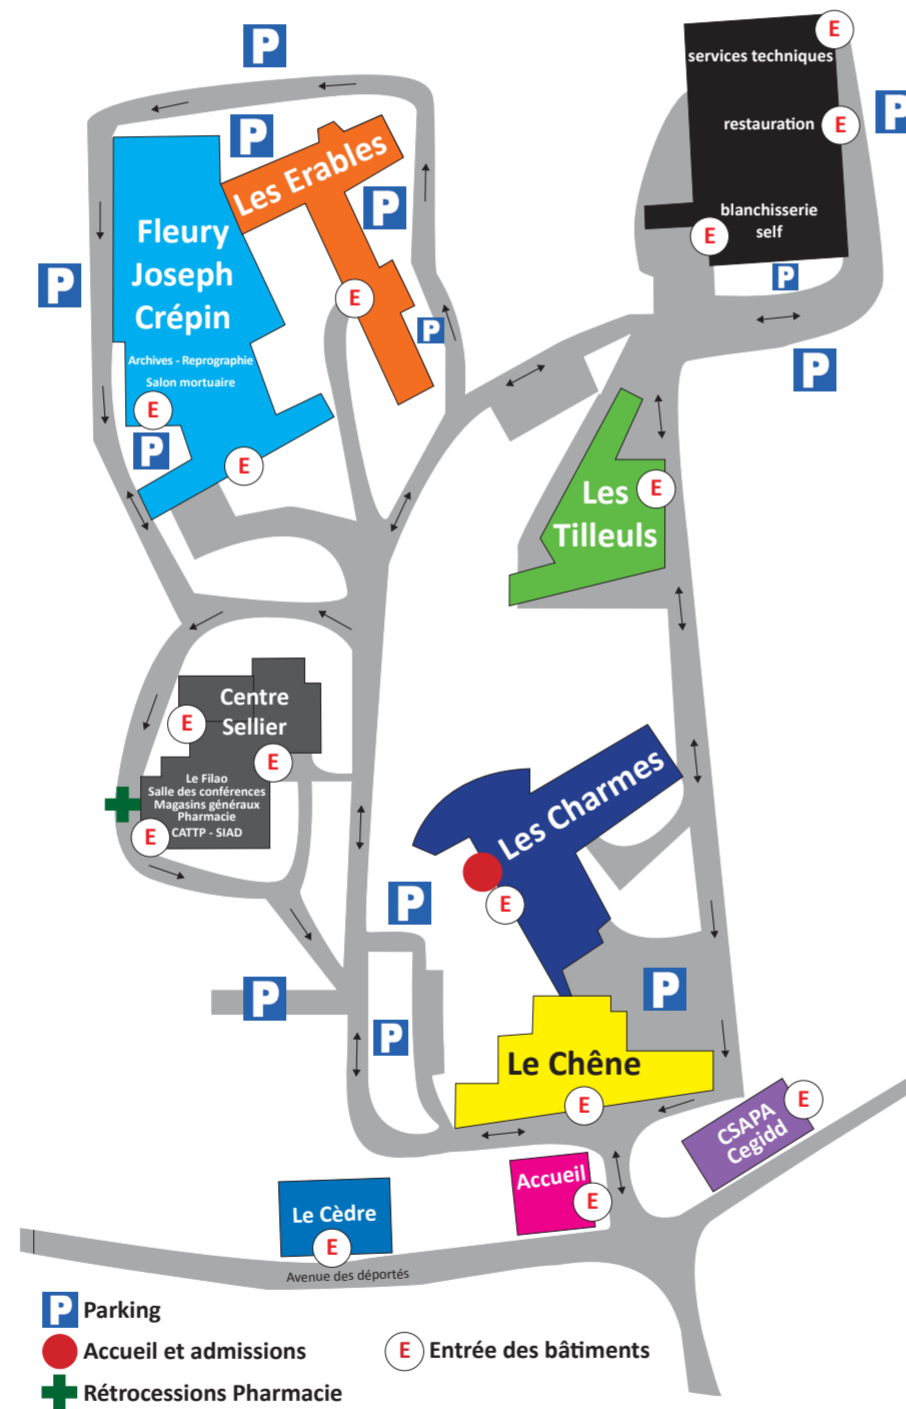 P
services techniques
E
P
P
restauration
E
P
Les Erables
P
blanchisserie
self
E
Fleury
Joseph
Crépin
P
P
E
P
P
Archives - Reprographie
Salon mortuaire
E
P
E
Les
Tilleuls
E
Centre
Sellier
E
E
Le Filao
Salle des conférences
Magasins généraux
Pharmacie
CATTP - SIAD
E
Les Charmes
E
P
P
P
P
Le Chêne
E
CSAPA
Cegidd
E
Accueil
E
Le Cèdre
E
Avenue des déportés
P Parking
Accueil et admissions
E Entrée des bâtiments
Rétrocessions Pharmacie